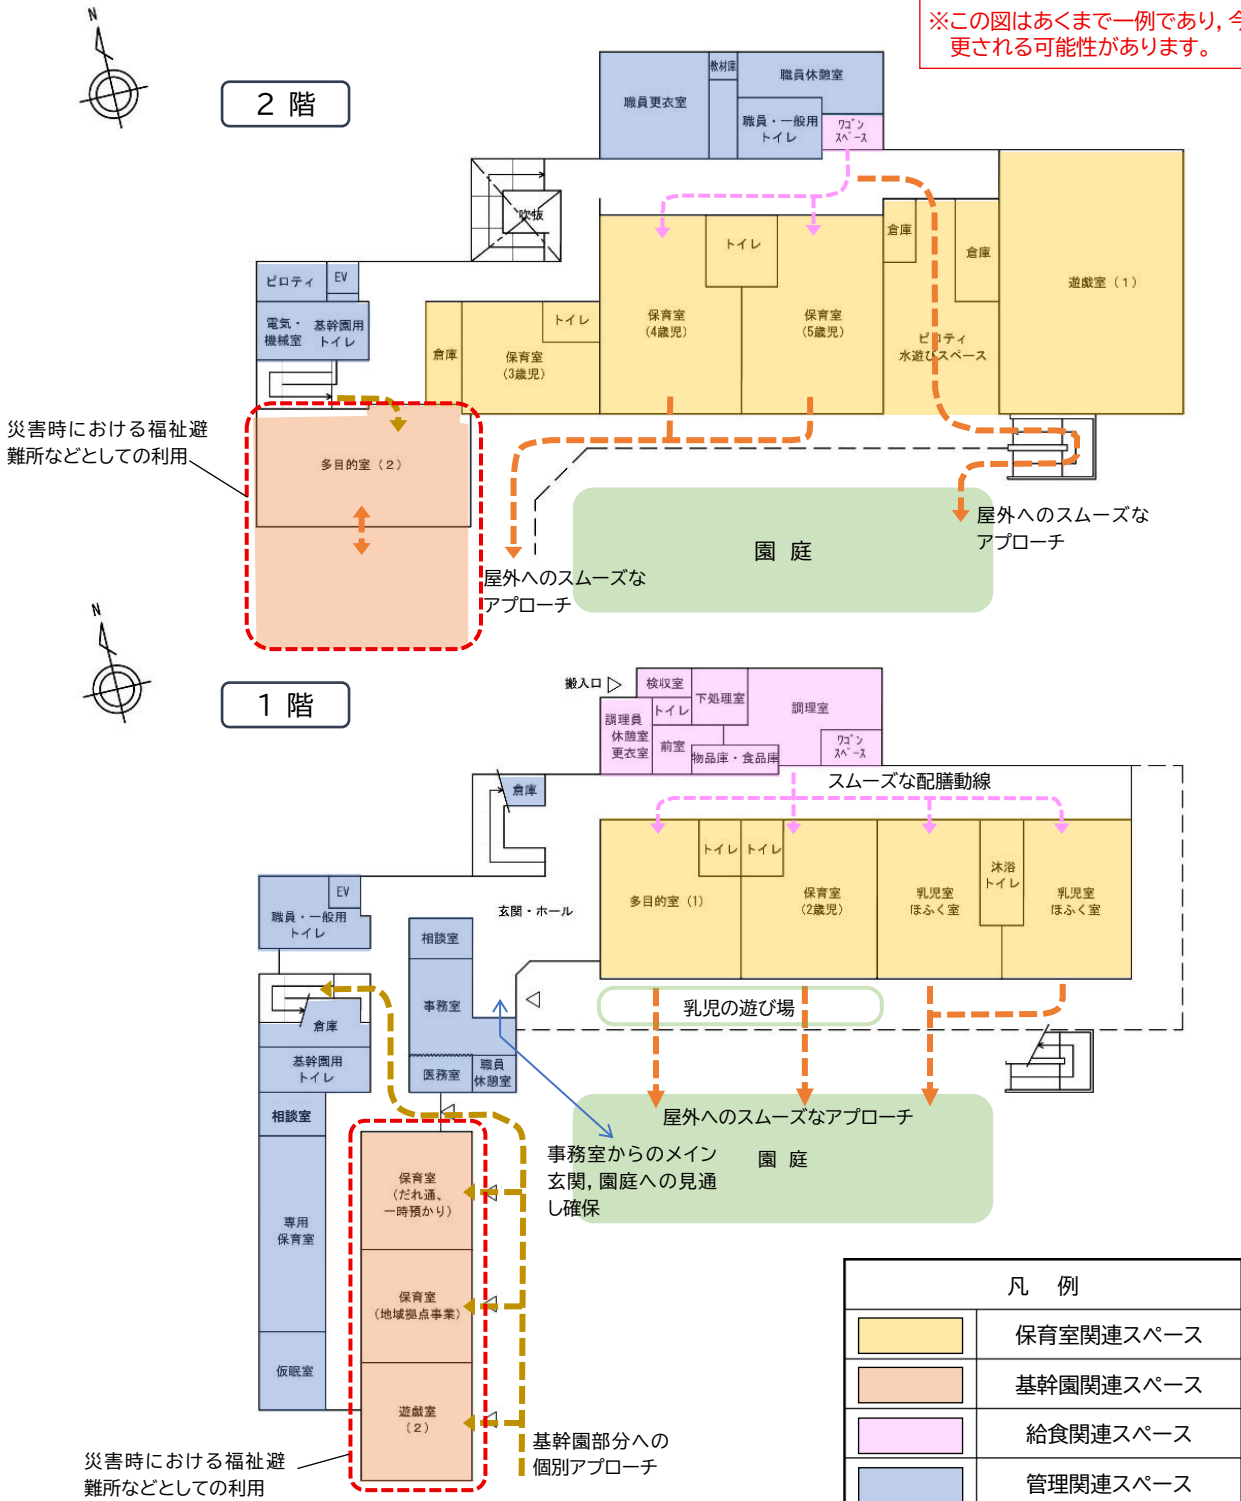 ※この図はあくまで一例であり，今
更される可能性があります。
N
2 階
教材庫
職員休憩室
職員更衣室
職員・一般用
トイレ
ワゴン
スペース
吹抜
倉庫
トイレ
倉庫
ピロティ
EV
遊戯室（1）
電気・
機械室
基幹園用
トイレ
トイレ
保育室
(4歳児)
保育室
(5歳児)
倉庫
保育室
(3歳児)
ピロティ
水遊びスペース
災害時における福祉避
難所などとしての利用
多目的室（2）
屋外へのスムーズな
アプローチ
園 庭
屋外へのスムーズな
アプローチ
N
1 階
搬入口
検収室
下処理室
調理室
トイレ
調理員
休憩室
更衣室
前室
物品庫・食品庫
ワゴン
スペース
スムーズな配膳動線
倉庫
トイレ
トイレ
沐浴
トイレ
EV
多目的室（1）
保育室
(2歳児)
乳児室
ほふく室
乳児室
ほふく室
職員・一般用
トイレ
玄関・ホール
相談室
事務室
乳児の遊び場
倉庫
基幹園用
トイレ
医務室
職員
休憩室
相談室
屋外へのスムーズなアプローチ
園 庭
事務室からのメイン
玄関，園庭への見通
し確保
保育室
(だれ通、
一時預かり)
専用
保育室
保育室
(地域拠点事業)
仮眠室
遊戯室
（2）
基幹園部分への
個別アプローチ
災害時における福祉避
難所などとしての利用
凡 例
保育室関連スペース
基幹園関連スペース
給食関連スペース
管理関連スペース